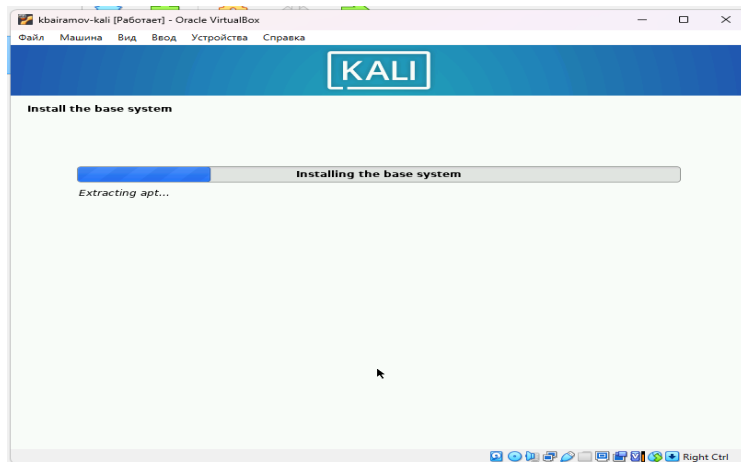 kbairamov-kali [Работает] - Oracle VirtualBox
Файл Машина Вид Ввод Устройства Справка
KALI
Install the base system
Installing the base system
Extracting apt...
Right Ctrl